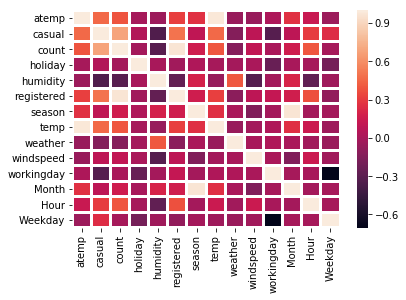 atemp
casual
count
holiday
humidity
registered
season
temp
weather
windspeed
workingday
Month
Hour
Weekday
atemp
casual
count
holiday
humidity
registered
season
temp
weather
windspeed
workingday
Month
Hour
Weekday
0.9
0.6
0.3
0.0
−0.3
−0.6